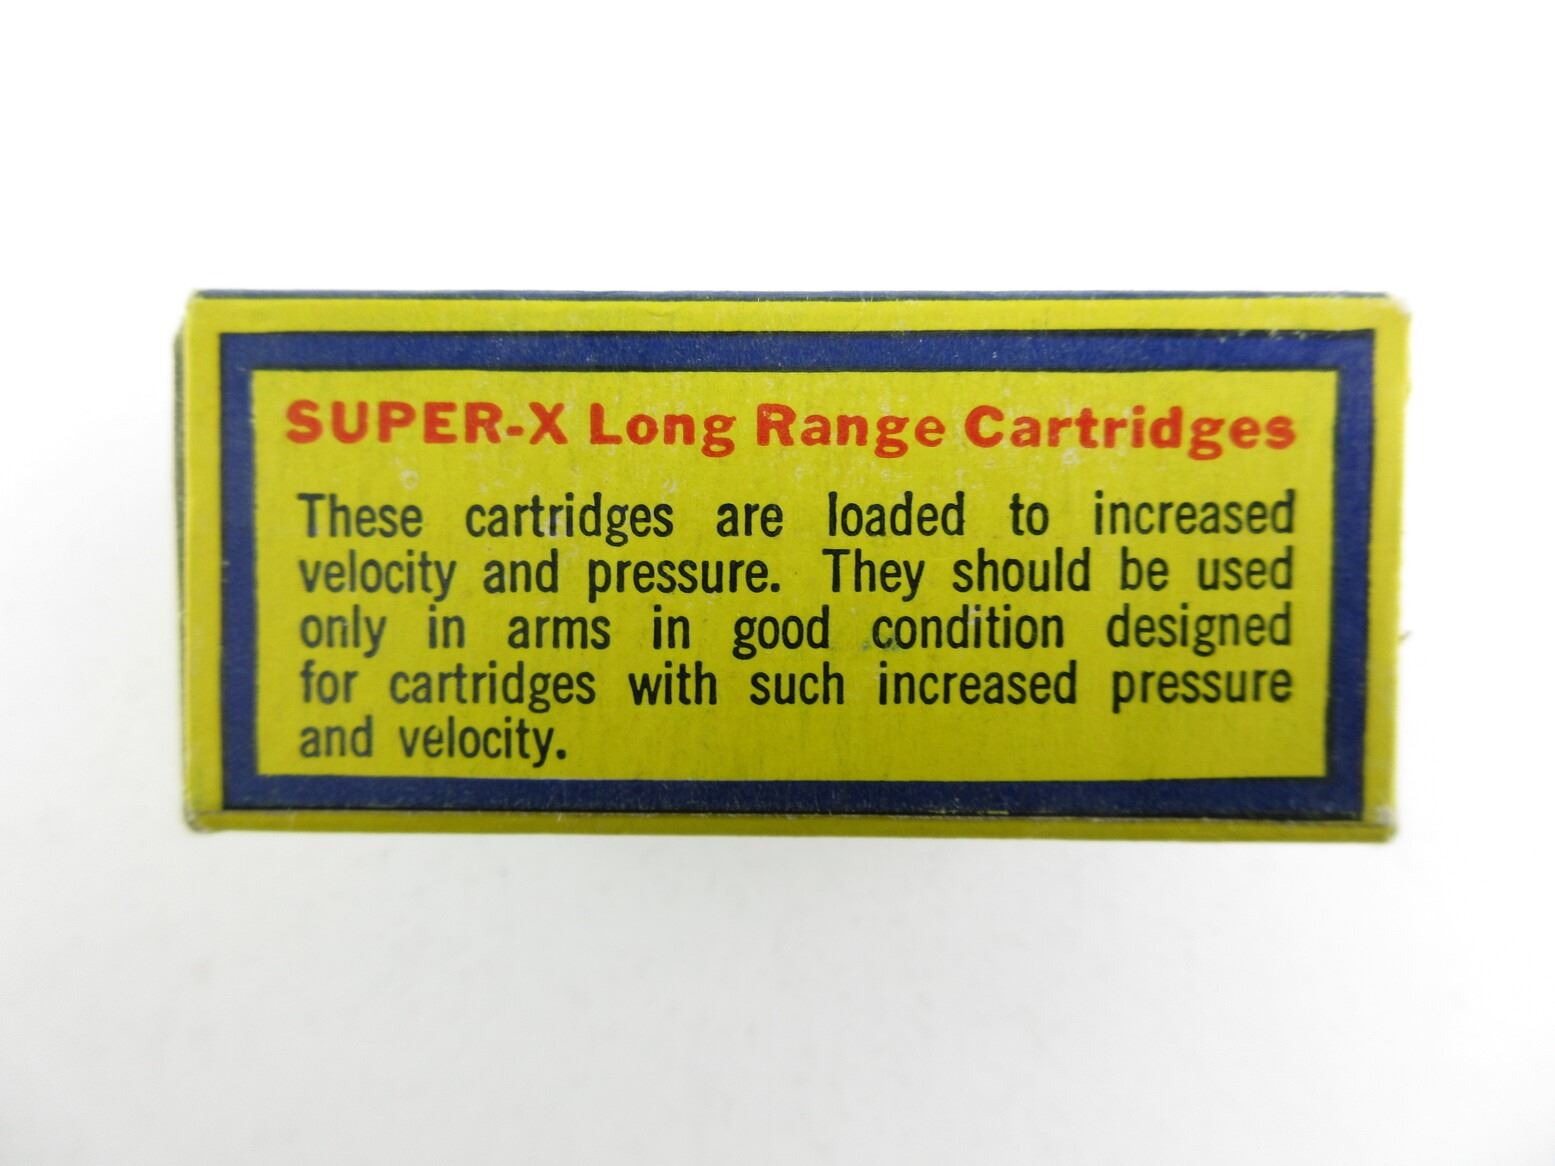 SUPER-X Long Range Cartridges
These cartridges are loaded to increased
velocity and pressure. They should be used
only in arms in good condition designed
for cartridges with such increased pressure
and velocity.